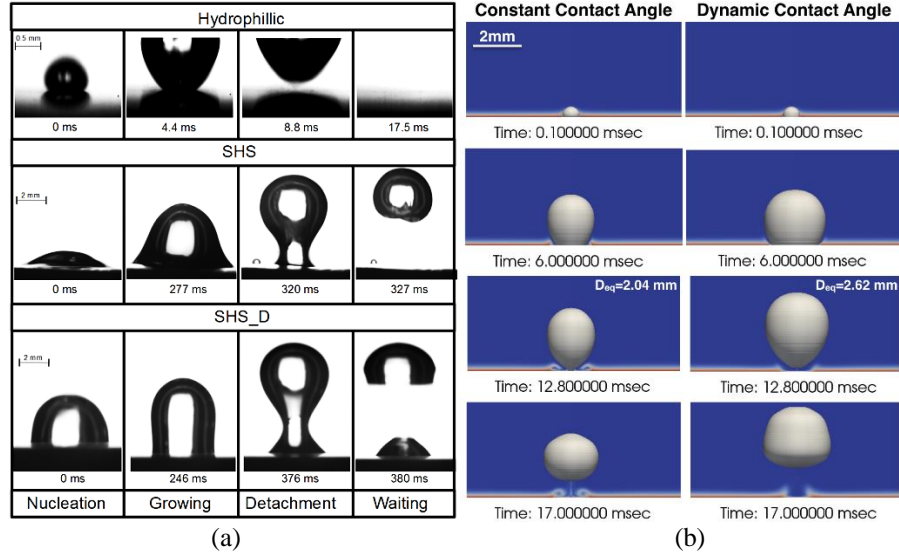 Hydrophillic
0.5 mm
0 ms
4.4 ms
8.8 ms
17.5 ms
SHS
2 mm
0 ms
277 ms
320 ms
327 ms
SHS_D
2 mm
0 ms
246 ms
376 ms
380 ms
Nucleation
Growing
Detachment
Waiting
(a)
Constant Contact Angle
Dynamic Contact Angle
2mm
Time: 0.100000 msec
Time: 0.100000 msec
Time: 6.000000 msec
Time: 6.000000 msec
Deq=2.04 mm
Deq=2.62 mm
Time: 12.800000 msec
Time: 12.800000 msec
Time: 17.000000 msec
Time: 17.000000 msec
(b)